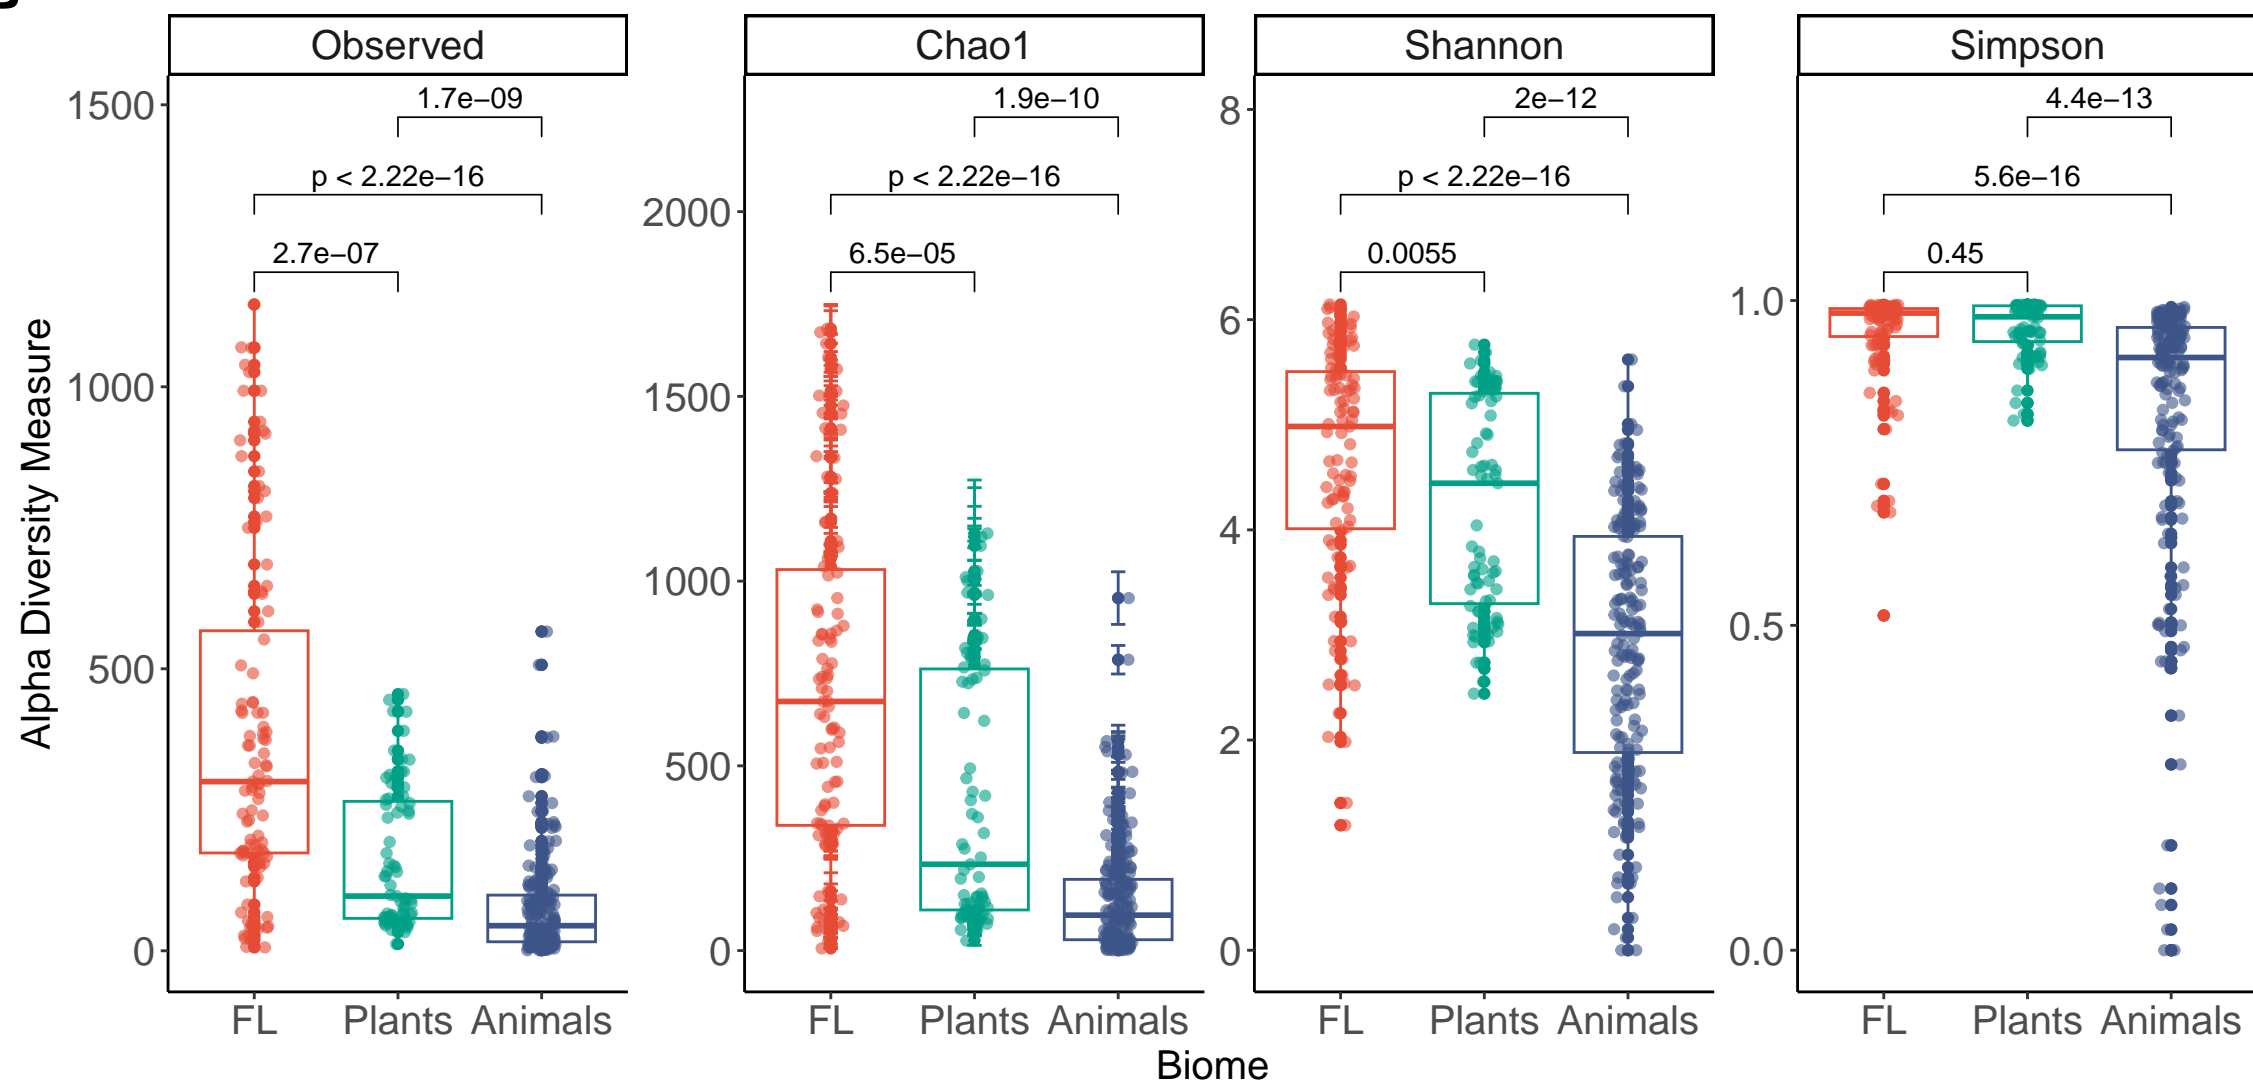 Observed
Chao1
Shannon
Simpson
Alpha Diversity Measure
1500
1000
500
0
1.7e−09
p < 2.22e−16
2.7e−07
FL Plants Animals
2000
1500
1000
500
0
1.9e−10
p < 2.22e−16
6.5e−05
FL Plants Animals
8
6
4
2
0
2e−12
p < 2.22e−16
0.0055
FL Plants Animals
1.0
0.5
0.0
4.4e−13
5.6e−16
0.45
FL Plants Animals
Biome